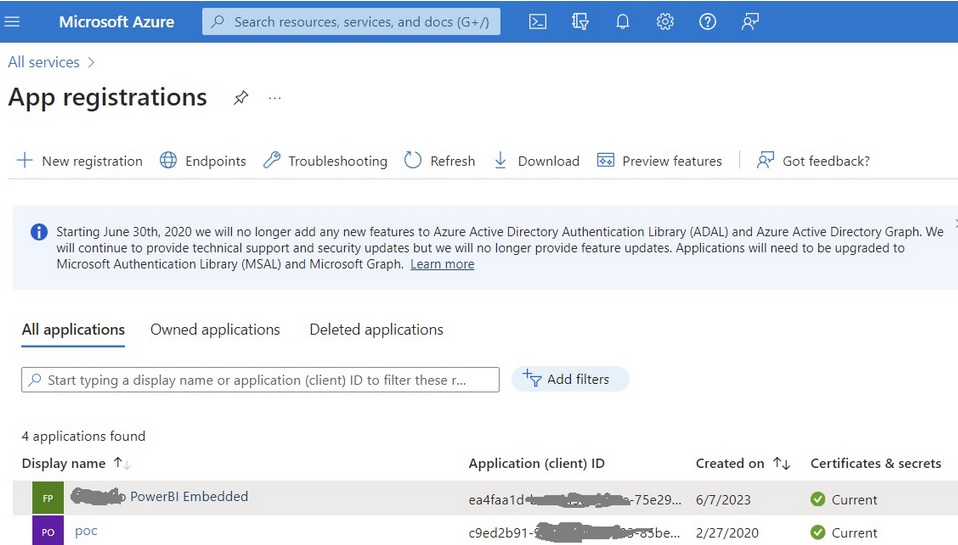 Microsoft Azure
Search resources, services, and docs (G+/)
All services >
App registrations
...
New registration
Endpoints
Troubleshooting
Refresh
Download
Preview features
Got feedback?
Starting June 30th, 2020 we will no longer add any new features to Azure Active Directory Authentication Library (ADAL) and Azure Active Directory Graph. We
will continue to provide technical support and security updates but we will no longer provide feature updates. Applications will need to be upgraded to
Microsoft Authentication Library (MSAL) and Microsoft Graph. Learn more
All applications Owned applications Deleted applications
Start typing a display name or application (client) ID to filter these r...
Add filters
4 applications found
Display name Application (client) ID Created on Certificates & secrets
FP PowerBI Embedded ea4faa1d- -75e29... 6/7/2023 Current
PO poc c9ed2b91- -85be... 2/27/2020 Current